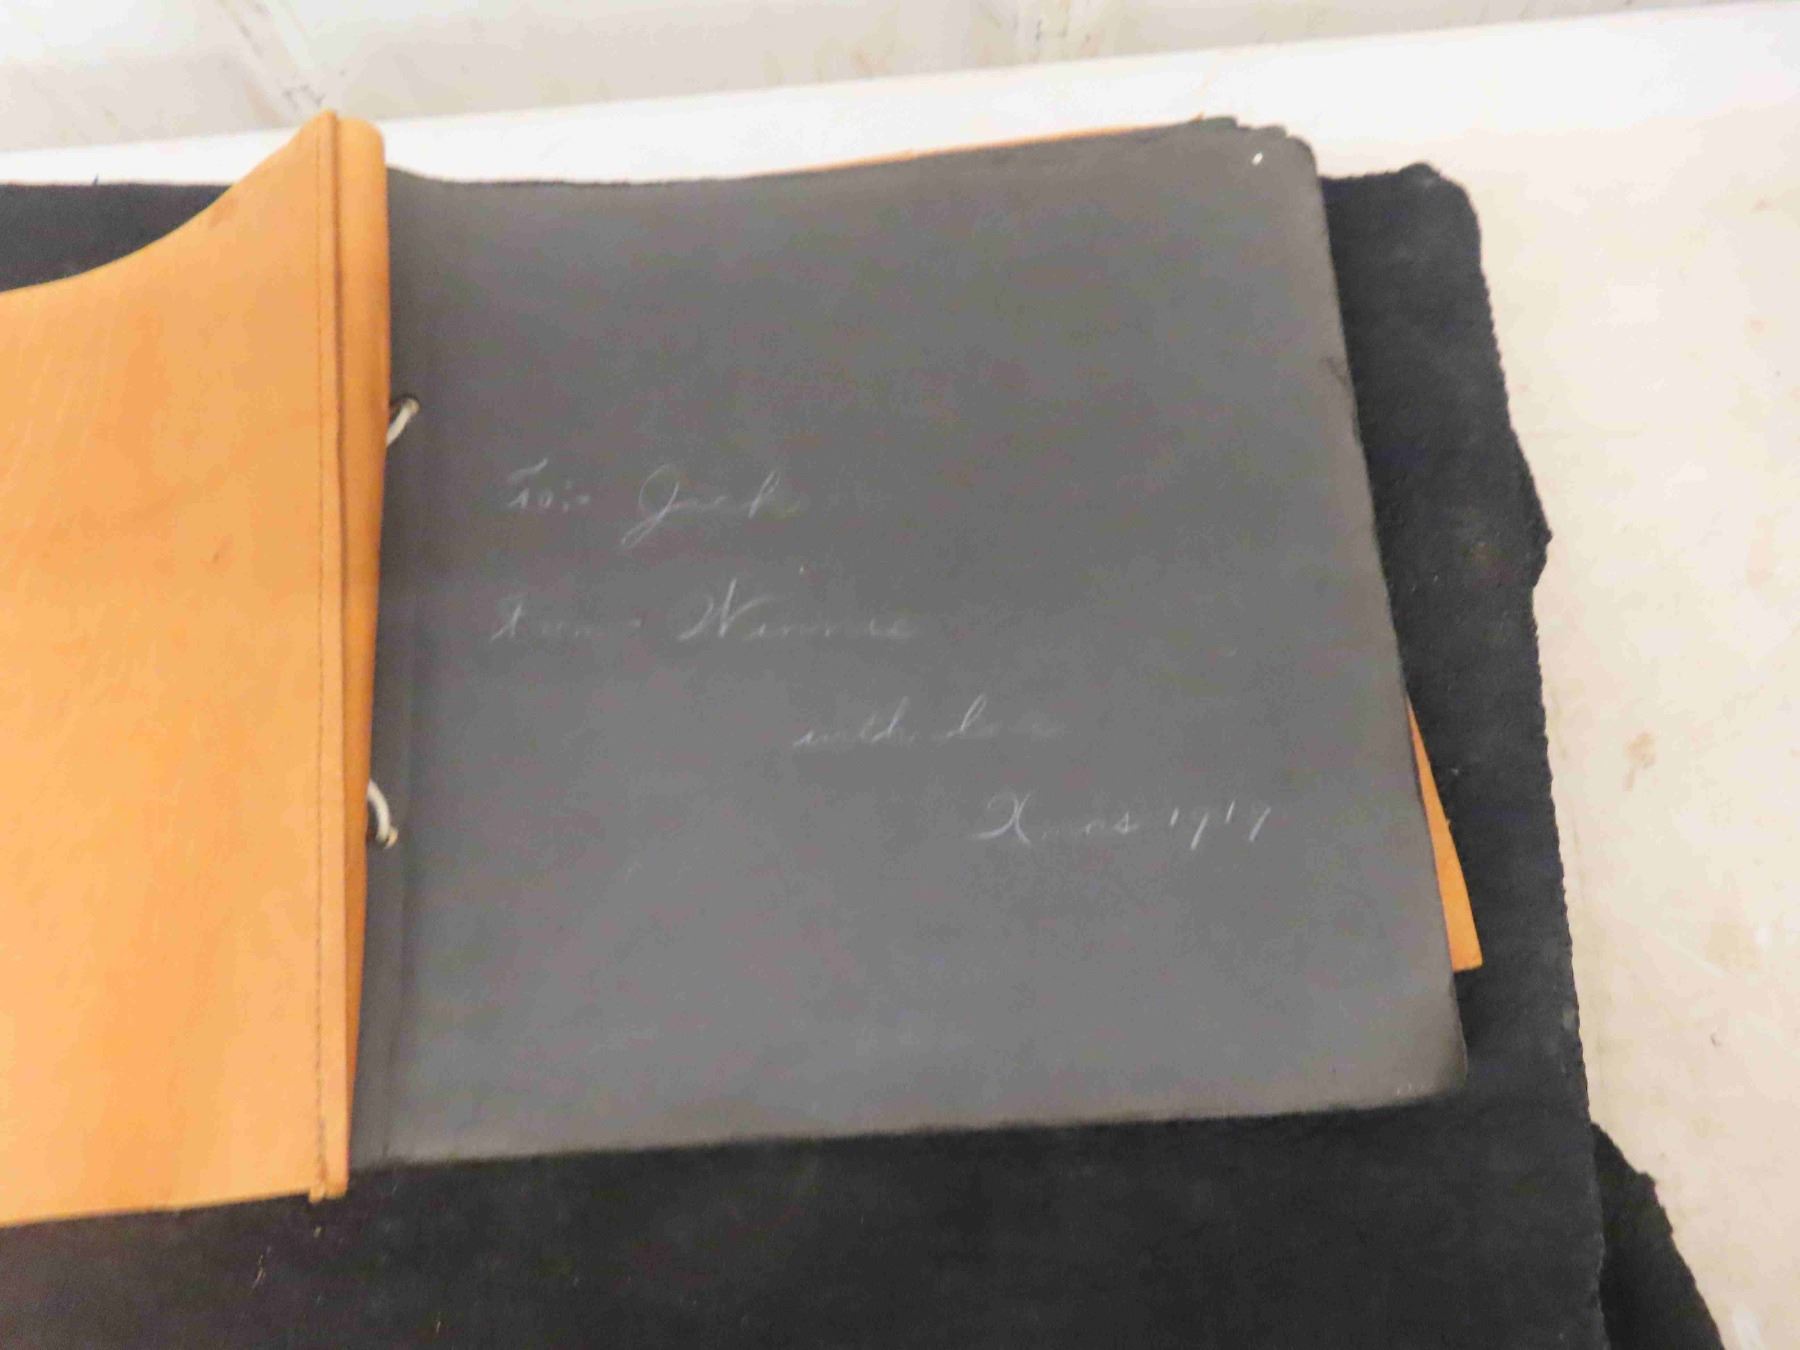 To:- Jack
From:- Winnie
with love
Xmas 1917